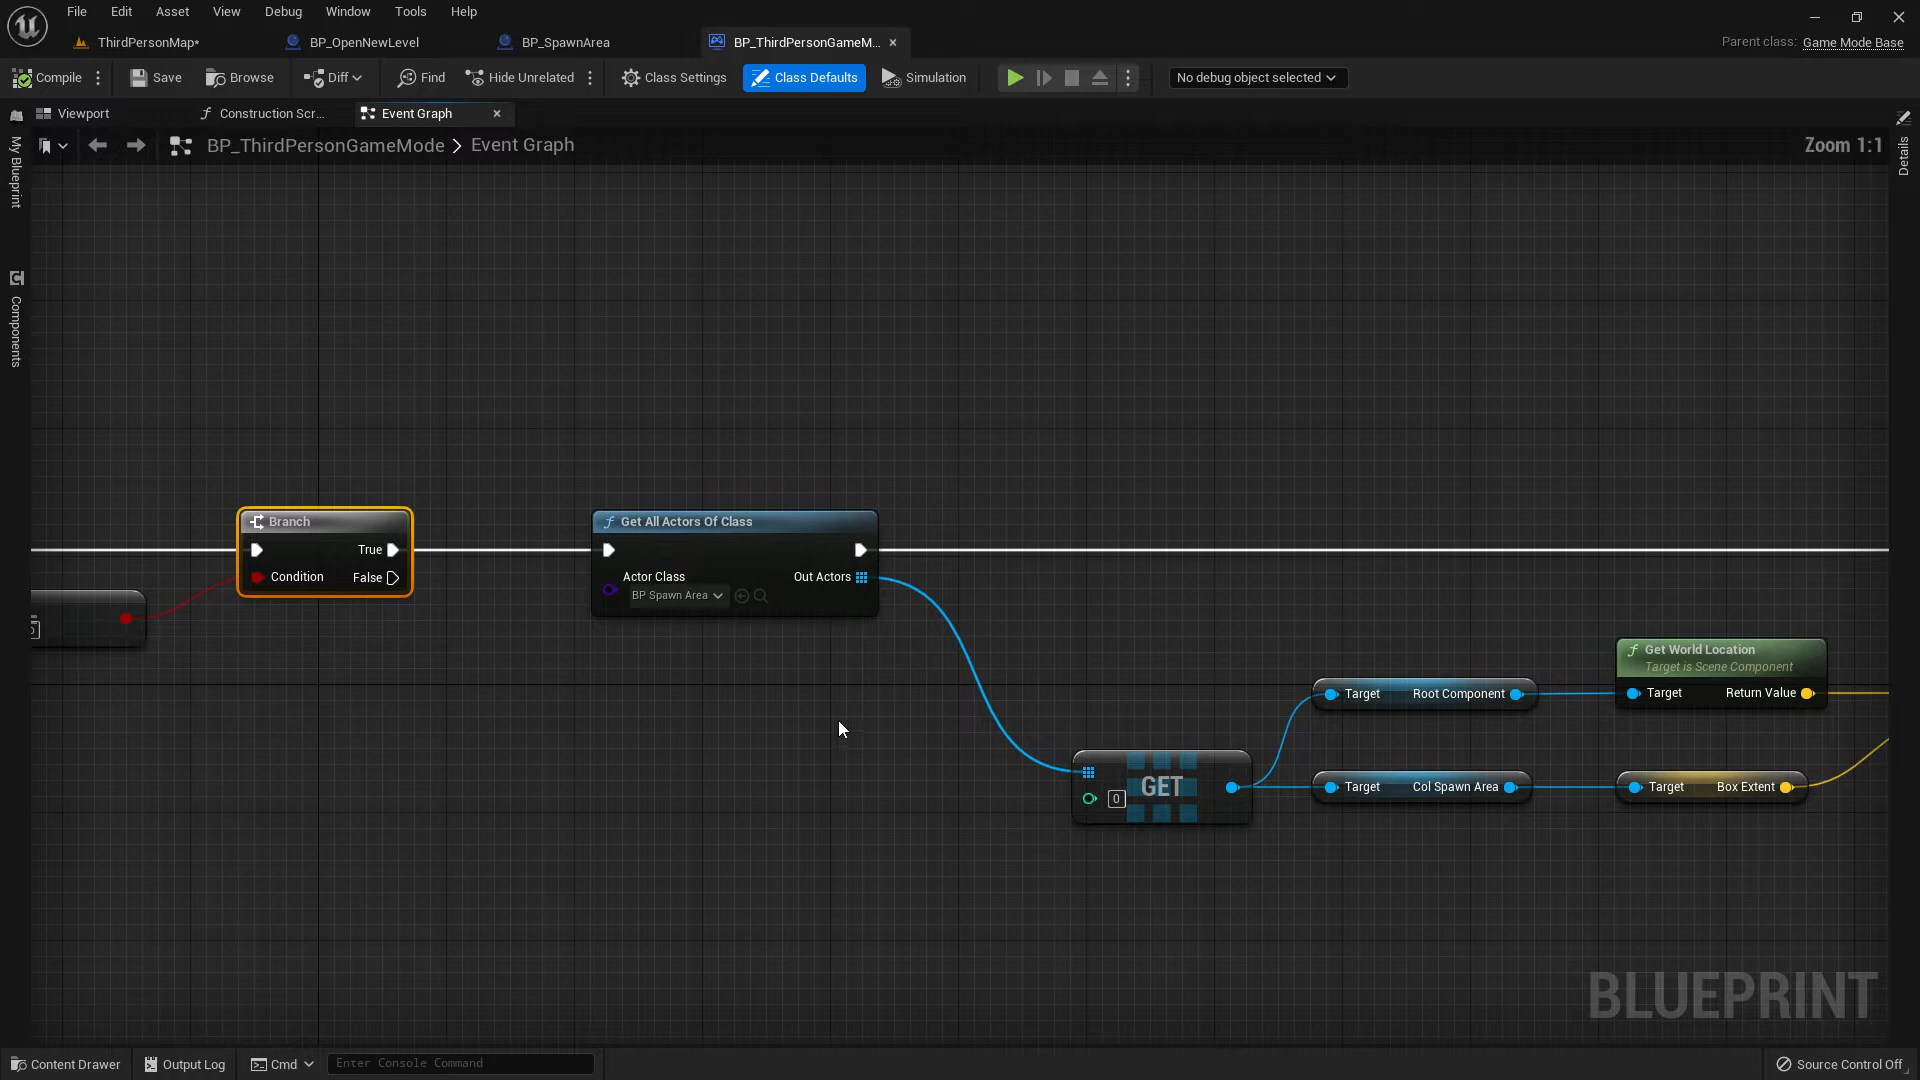 File Edit Asset View Debug Window Tools Help
ThirdPersonMap* BP_OpenNewLevel BP_SpawnArea BP_ThirdPersonGameM...
Parent class: Game Mode Base
Compile Save Browse Diff Find Hide Unrelated Class Settings Class Defaults Simulation No debug object selected
Viewport Construction Scr... Event Graph
BP_ThirdPersonGameMode > Event Graph
Zoom 1:1
My Blueprint
Components
Details
Branch
True
Condition False
Get All Actors Of Class
Actor Class Out Actors
BP Spawn Area
GET
0
Target Root Component
Target Col Spawn Area
Get World Location
Target is Scene Component
Target Return Value
Target Box Extent
BLUEPRINT
Content Drawer Output Log Cmd Enter Console Command Source Control Off